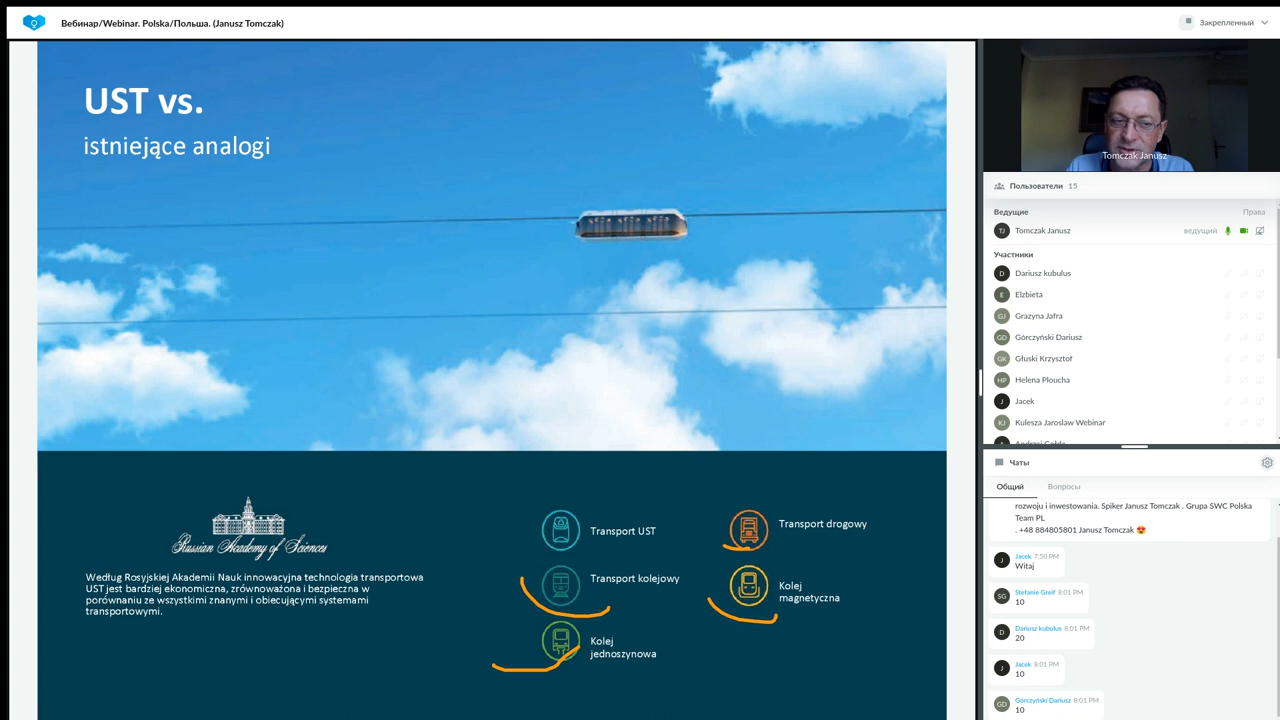 Вебинар/Webinar. Polska/Польша. (Janusz Tomczak)
Закрепленный
UST vs.
istniejące analogi
Russian Academy of Sciences
Według Rosyjskiej Akademii Nauk innowacyjna technologia transportowa
UST jest bardziej ekonomiczna, zrównoważona i bezpieczna w
porównaniu ze wszystkimi znanymi i obiecującymi systemami
transportowymi.
Transport UST
Transport kolejowy
Kolej
jednoszynowa
Transport drogowy
Kolej
magnetyczna
Tomczak Janusz
Пользователи 15
Ведущие Права
TJ Tomczak Janusz ведущий
Участники
D Dariusz kubulus
E Elzbieta
GJ Grazyna Jafra
GD Górczyński Dariusz
GK Głuski Krzysztof
HP Helena Ploucha
J Jacek
KJ Kulesza Jaroslaw Webinar
Чаты
Общий Вопросы
rozwoju i inwestowania. Spiker Janusz Tomczak . Grupa SWC Polska
Team PL
. +48 884805801 Janusz Tomczak 😍
J Jacek 7:50 PM
Witaj
SG Stefanie Greif 8:01 PM
10
D Dariusz kubulus 8:01 PM
20
J Jacek 8:01 PM
10
GD Górczyński Dariusz 8:01 PM
10